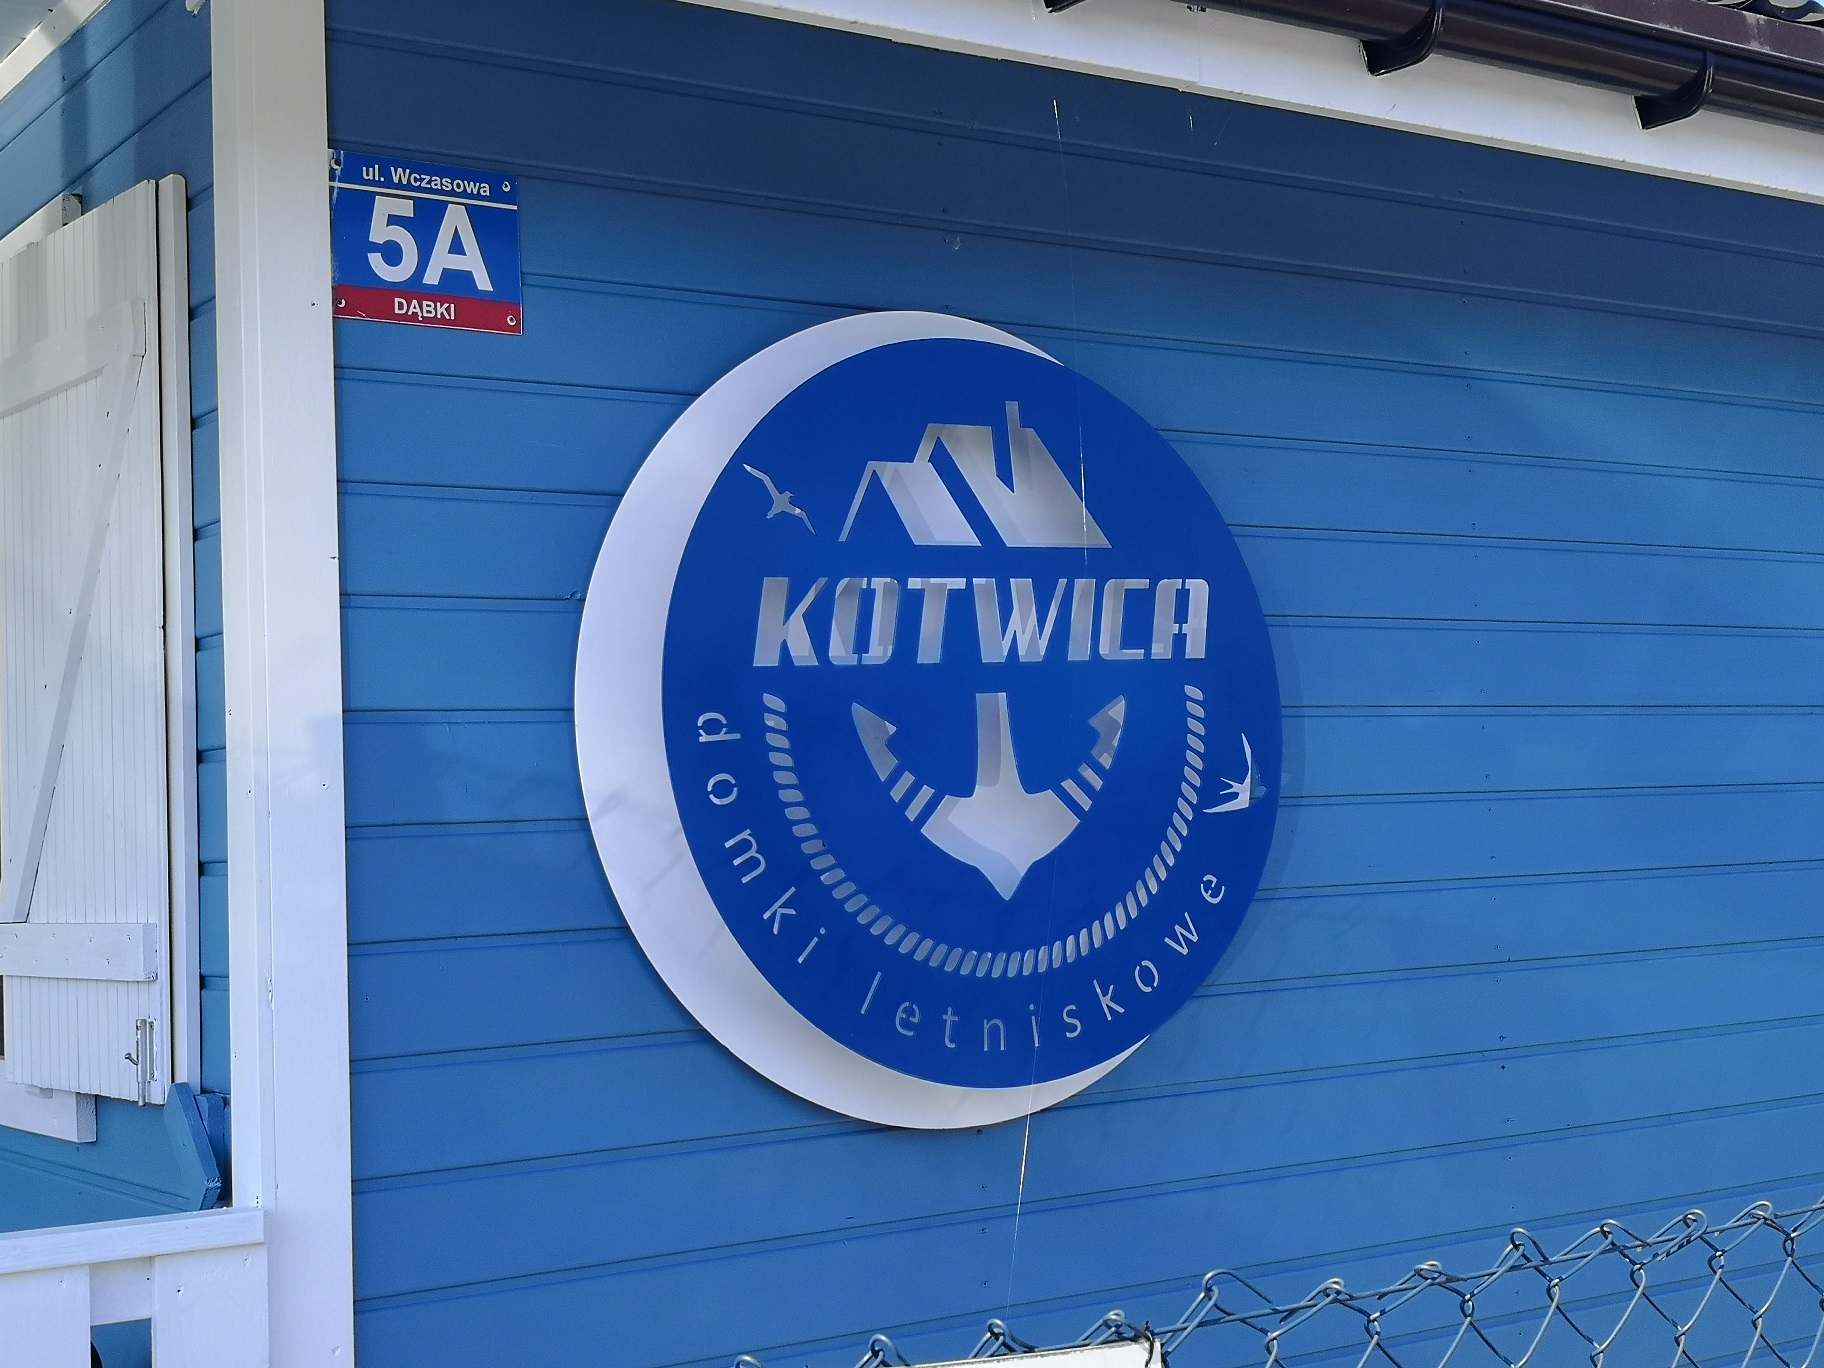 ul. Wczasowa
5A
DĄBKI
KOTWICA
domki letniskowe